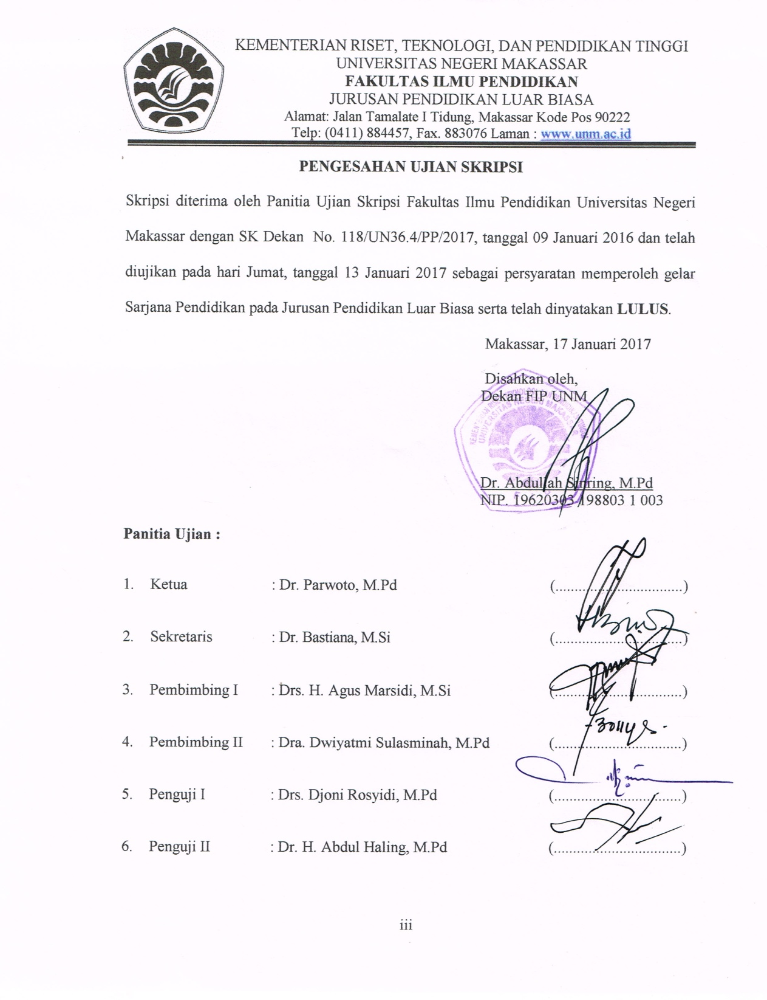 KEMENTERIAN RISET, TEKNOLOGI, DAN PENDIDIKAN TINGGI
UNIVERSITAS NEGERI MAKASSAR
FAKULTAS ILMU PENDIDIKAN
JURUSAN PENDIDIKAN LUAR BIASA
Alamat: Jalan Tamalate I Tidung, Makassar Kode Pos 90222
Telp: (0411) 884457, Fax. 883076 Laman : www.unm.ac.id
PENGESAHAN UJIAN SKRIPSI
Skripsi diterima oleh Panitia Ujian Skripsi Fakultas Ilmu Pendidikan Universitas Negeri
Makassar dengan SK Dekan No. 118/UN36.4/PP/2017, tanggal 09 Januari 2016 dan telah
diujikan pada hari Jumat, tanggal 13 Januari 2017 sebagai persyaratan memperoleh gelar
Sarjana Pendidikan pada Jurusan Pendidikan Luar Biasa serta telah dinyatakan LULUS.
Makassar, 17 Januari 2017
Disahkan oleh,
Dekan FIP UNM
UNIVERSITAS NEGERI MAKASSAR
Dr. Abdullah Sinring, M.Pd
NIP. 19620303 198803 1 003
Panitia Ujian :
1. Ketua : Dr. Parwoto, M.Pd (..................................)
2. Sekretaris : Dr. Bastiana, M.Si (..................................)
3. Pembimbing I : Drs. H. Agus Marsidi, M.Si (..................................)
4. Pembimbing II : Dra. Dwiyatmi Sulasminah, M.Pd (..................................)
5. Penguji I : Drs. Djoni Rosyidi, M.Pd (..................................)
6. Penguji II : Dr. H. Abdul Haling, M.Pd (..................................)
iii